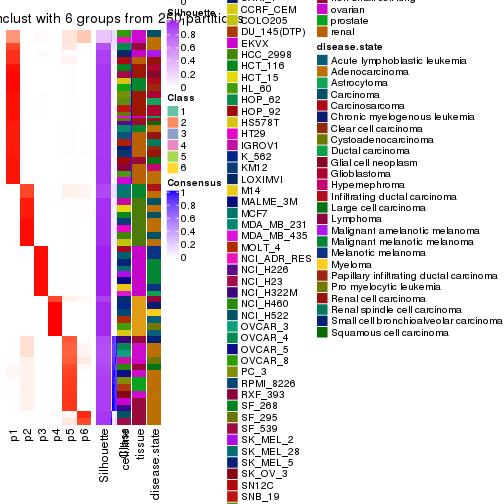 nclust with 6 groups from 250 partitions
Silhouette
1
0.8
0.6
0.4
0.2
0
Class
1
2
3
4
5
6
Consensus
1
0.8
0.6
0.4
0.2
0
p1
p2
p3
p4
p5
p6
Silhouette
Class
cell.line
tissue
disease.state
CCRF_CEM
COLO205
DU_145(DTP)
EKVX
HCC_2998
HCT_116
HCT_15
HL_60
HOP_62
HOP_92
HS578T
HT29
IGROV1
K_562
KM12
LOXIMVI
M14
MALME_3M
MCF7
MDA_MB_231
MDA_MB_435
MOLT_4
NCI_ADR_RES
NCI_H226
NCI_H23
NCI_H322M
NCI_H460
NCI_H522
OVCAR_3
OVCAR_4
OVCAR_5
OVCAR_8
PC_3
RPMI_8226
RXF_393
SF_268
SF_295
SF_539
SK_MEL_2
SK_MEL_28
SK_MEL_5
SK_OV_3
SN12C
SNB_19
ovarian
prostate
renal
disease.state
Acute lymphoblastic leukemia
Adenocarcinoma
Astrocytoma
Carcinoma
Carcinosarcoma
Chronic myelogenous leukemia
Clear cell carcinoma
Cystoadenocarcinoma
Ductal carcinoma
Glial cell neoplasm
Glioblastoma
Hypernephroma
Infiltrating ductal carcinoma
Large cell carcinoma
Lymphoma
Malignant amelanotic melanoma
Malignant melanotic melanoma
Melanotic melanoma
Myeloma
Papillary infiltrating ductal carcinoma
Pro myelocytic leukemia
Renal cell carcinoma
Renal spindle cell carcinoma
Small cell bronchioalveolar carcinoma
Squamous cell carcinoma